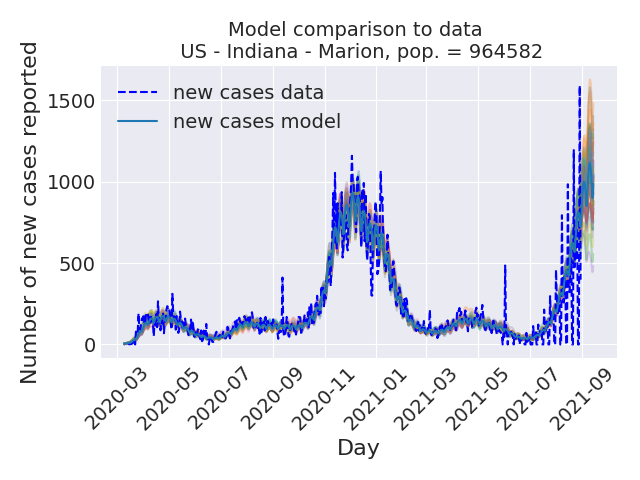 Model comparison to data
US - Indiana - Marion, pop. = 964582
Number of new cases reported
1500
1000
500
0
new cases data
new cases model
2020-03
2020-05
2020-07
2020-09
2020-11
2021-01
2021-03
2021-05
2021-07
2021-09
Day